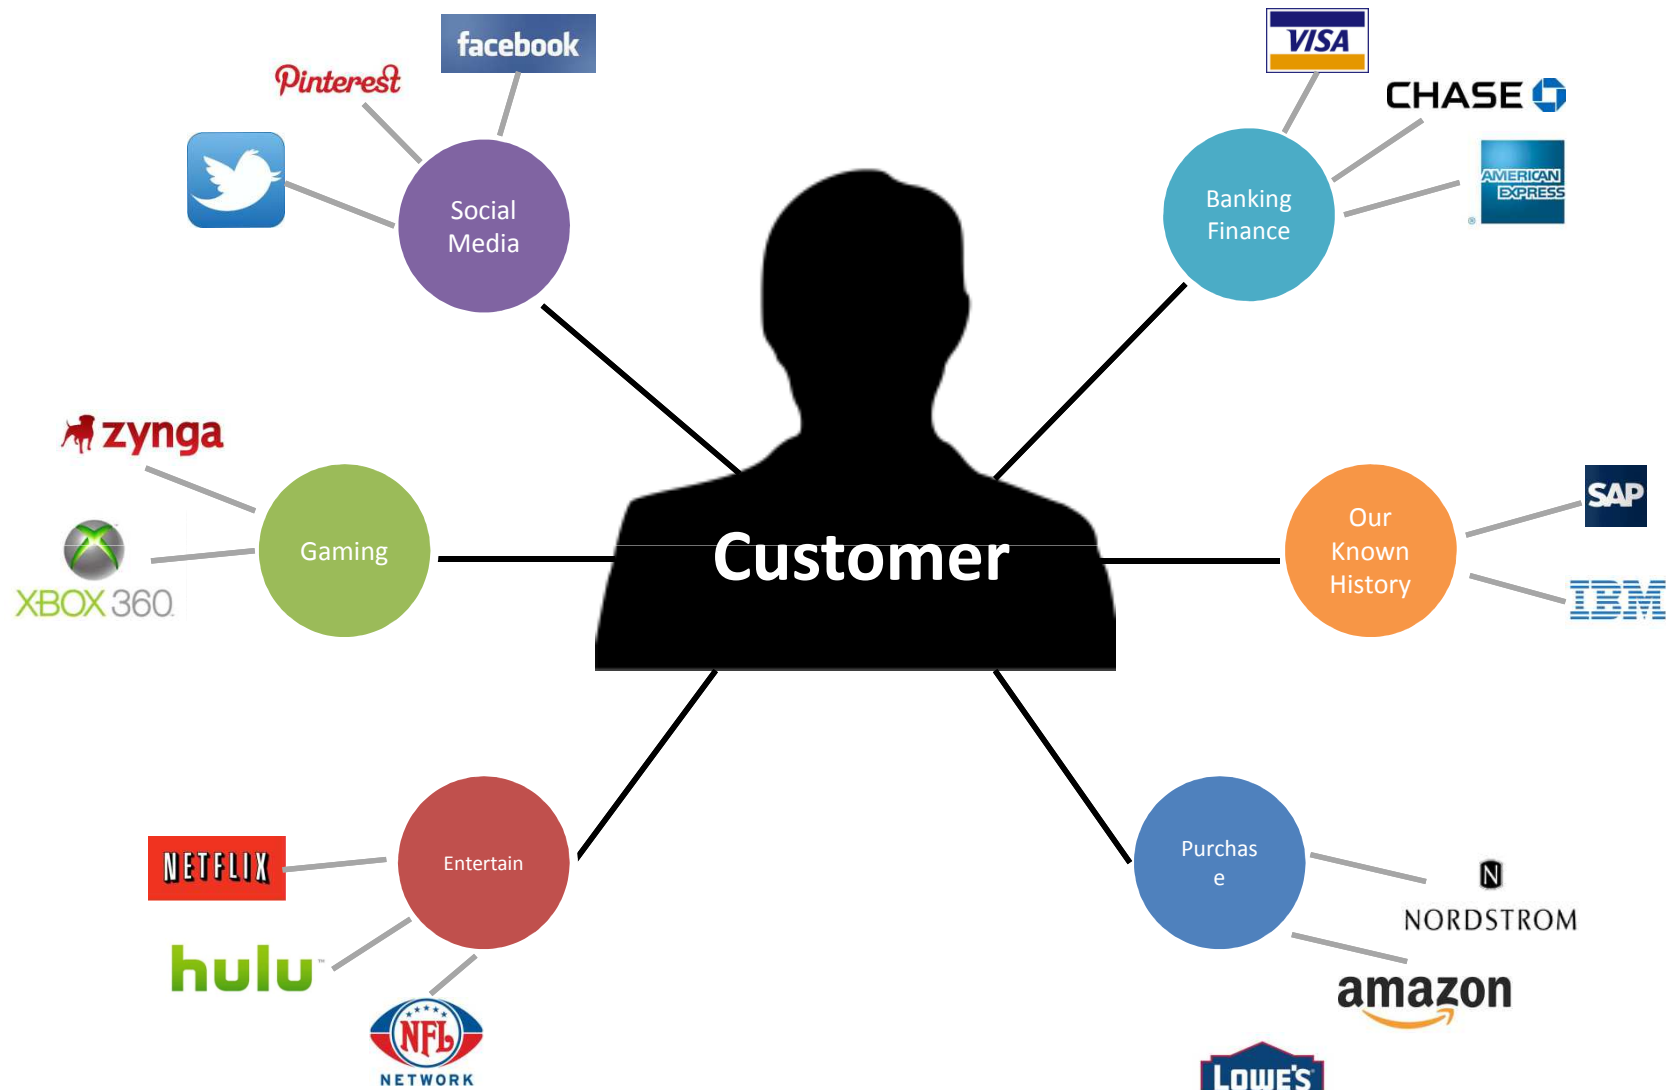 facebook
Pinterest
Social
Media
VISA
CHASE
AMERICAN
EXPRESS
®
Banking
Finance
zynga
XBOX 360
Gaming
Customer
Our
Known
History
SAP
IBM
NETFLIX
hulu™
NFL
NETWORK
Entertain
Purchas
e
N
NORDSTROM
amazon
LOWE'S